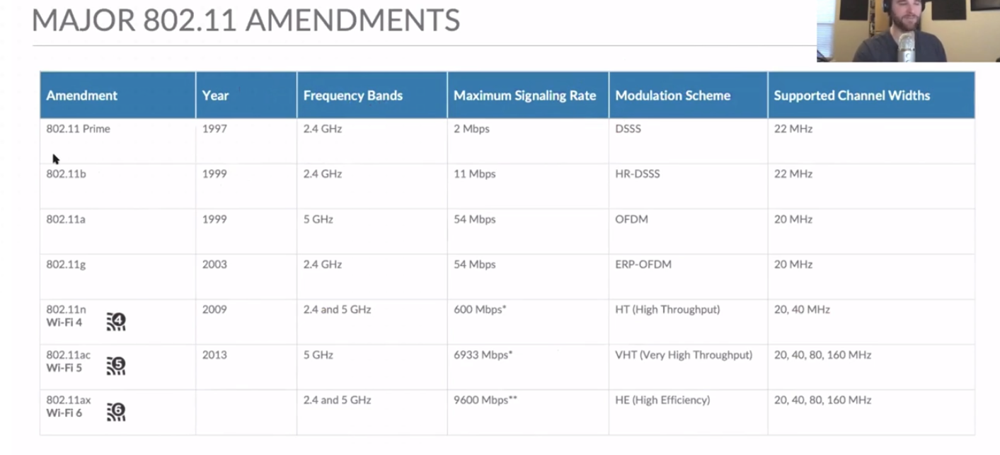 MAJOR 802.11 AMENDMENTS
Amendment Year Frequency Bands Maximum Signaling Rate Modulation Scheme Supported Channel Widths
802.11 Prime 1997 2.4 GHz 2 Mbps DSSS 22 MHz
802.11b 1999 2.4 GHz 11 Mbps HR-DSSS 22 MHz
802.11a 1999 5 GHz 54 Mbps OFDM 20 MHz
802.11g 2003 2.4 GHz 54 Mbps ERP-OFDM 20 MHz
802.11n 2009 2.4 and 5 GHz 600 Mbps* HT (High Throughput) 20, 40 MHz
Wi-Fi 4 4
802.11ac 2013 5 GHz 6933 Mbps* VHT (Very High Throughput) 20, 40, 80, 160 MHz
Wi-Fi 5 5
802.11ax 2.4 and 5 GHz 9600 Mbps** HE (High Efficiency) 20, 40, 80, 160 MHz
Wi-Fi 6 6